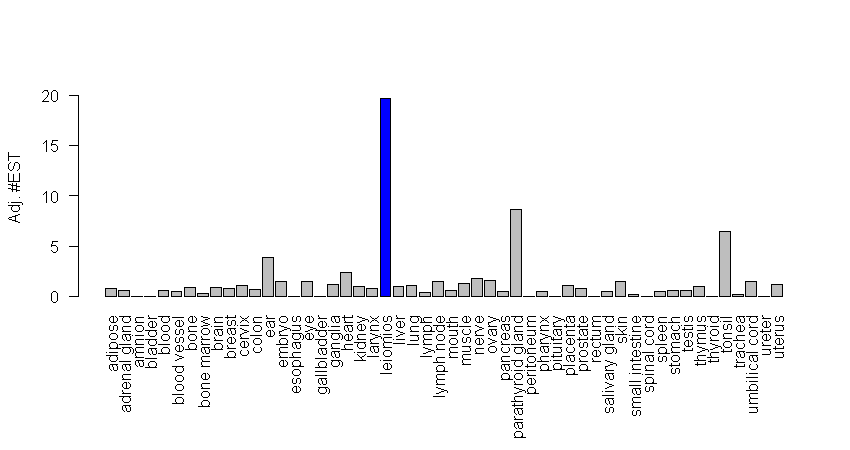 Adj. #EST
20
15
10
5
0
adipose
adrenal gland
amnion
bladder
blood
blood vessel
bone
bone marrow
brain
breast
cervix
colon
ear
embryo
esophagus
eye
gallbladder
ganglia
heart
kidney
larynx
leiomios
liver
lung
lymph
lymph node
mouth
muscle
nerve
ovary
pancreas
parathyroid gland
peritoneum
pharynx
pituitary
placenta
prostate
rectum
salivary gland
skin
small intestine
spinal cord
spleen
stomach
testis
thymus
thyroid
tonsil
trachea
umbilical cord
ureter
uterus